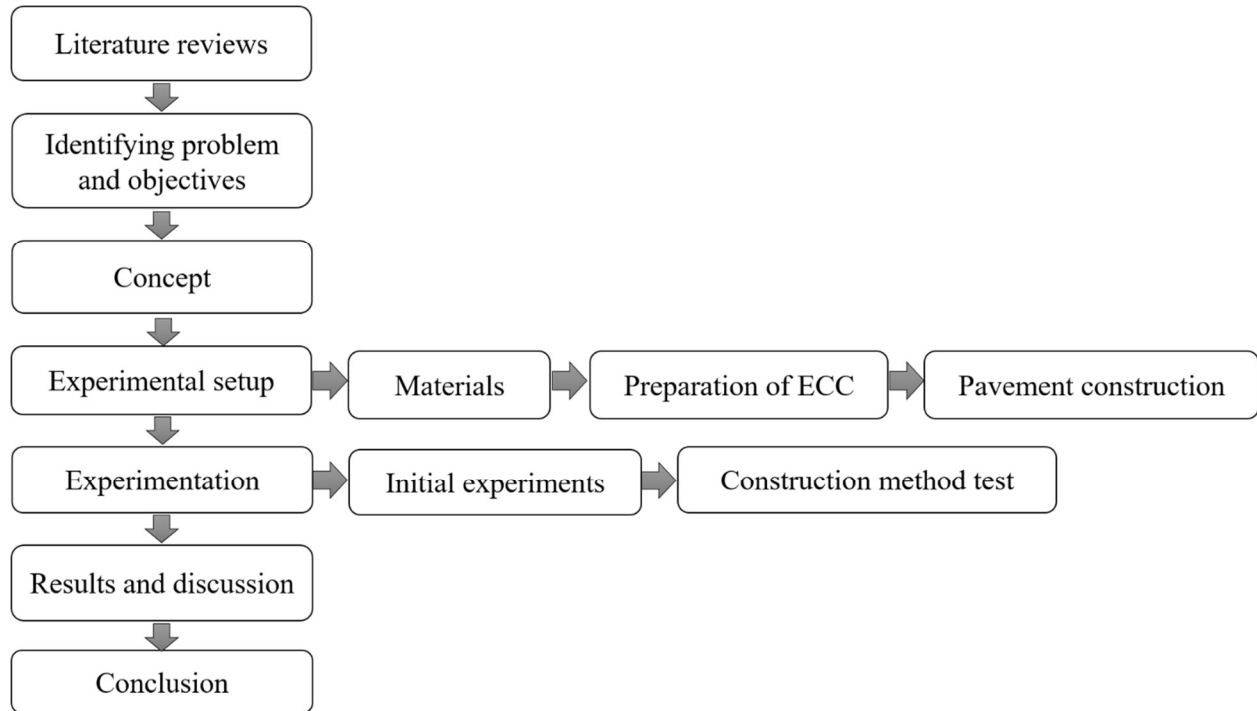 Literature reviews
Identifying problem
and objectives
Concept
Experimental setup
Materials
Preparation of ECC
Pavement construction
Experimentation
Initial experiments
Construction method test
Results and discussion
Conclusion